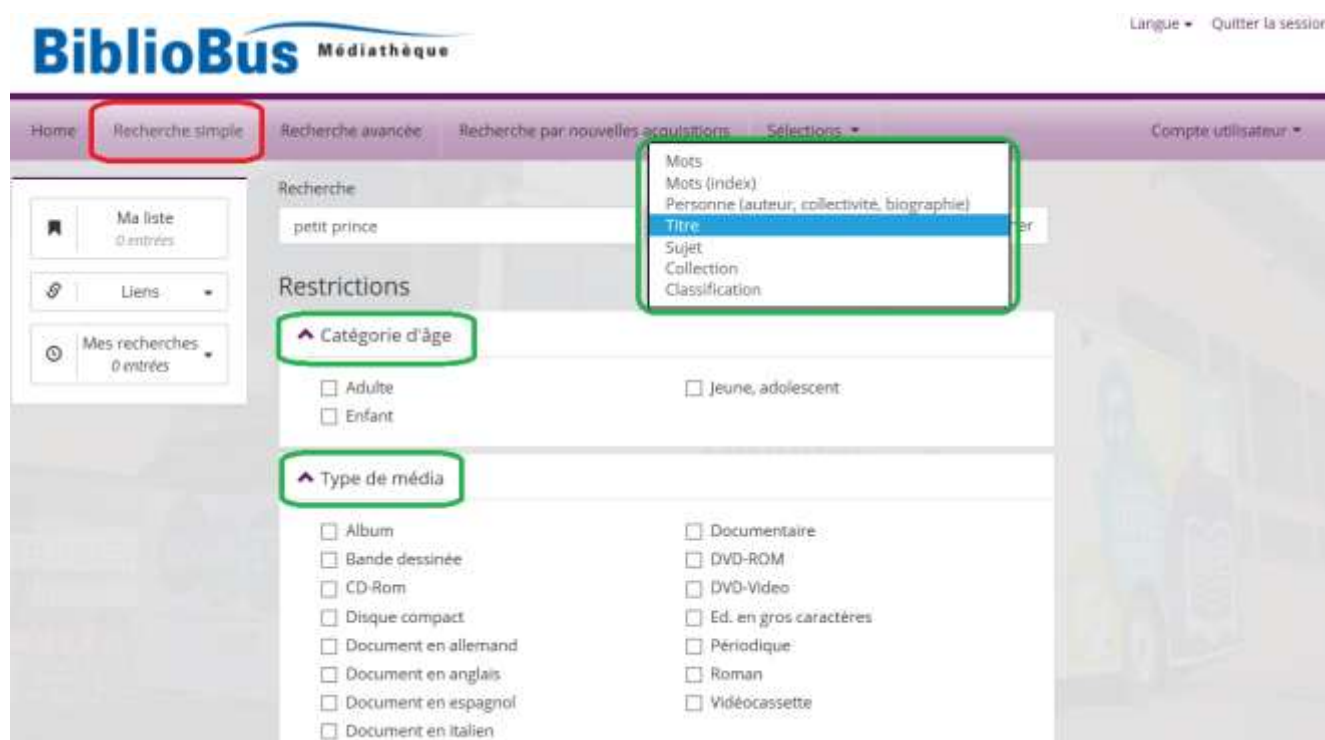 Langue Quitter la session
BiblioBus Médiathèque
Home Recherche simple Recherche avancée Recherche par nouvelles acquisitions Sélections Compte utilisateur
Ma liste
0 entrées
Liens
Mes recherches
0 entrées
Recherche
petit prince
Mots
Mots (index)
Personne (auteur, collectivité, biographie)
Titre
Sujet
Collection
Classification
Restrictions
Catégorie d'âge
Adulte
Jeune, adolescent
Enfant
Type de média
Album
Documentaire
Bande dessinée
DVD-ROM
CD-Rom
DVD-Video
Disque compact
Ed. en gros caractères
Document en allemand
Périodique
Document en anglais
Roman
Document en espagnol
Vidéocassette
Document en italien